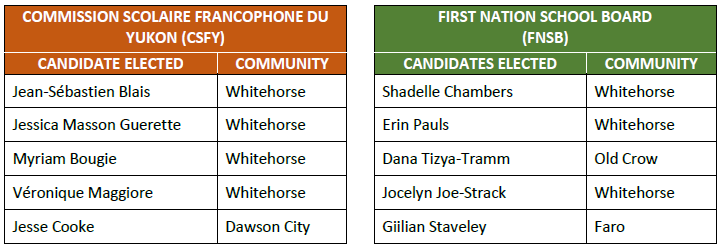 COMMISSION SCOLAIRE FRANCOPHONE DU
YUKON (CSFY)
CANDIDATE ELECTED COMMUNITY
Jean-Sébastien Blais Whitehorse
Jessica Masson Guerette Whitehorse
Myriam Bougie Whitehorse
Véronique Maggiore Whitehorse
Jesse Cooke Dawson City
FIRST NATION SCHOOL BOARD
(FNSB)
CANDIDATES ELECTED COMMUNITY
Shadelle Chambers Whitehorse
Erin Pauls Whitehorse
Dana Tizya-Tramm Old Crow
Jocelyn Joe-Strack Whitehorse
Giilian Staveley Faro